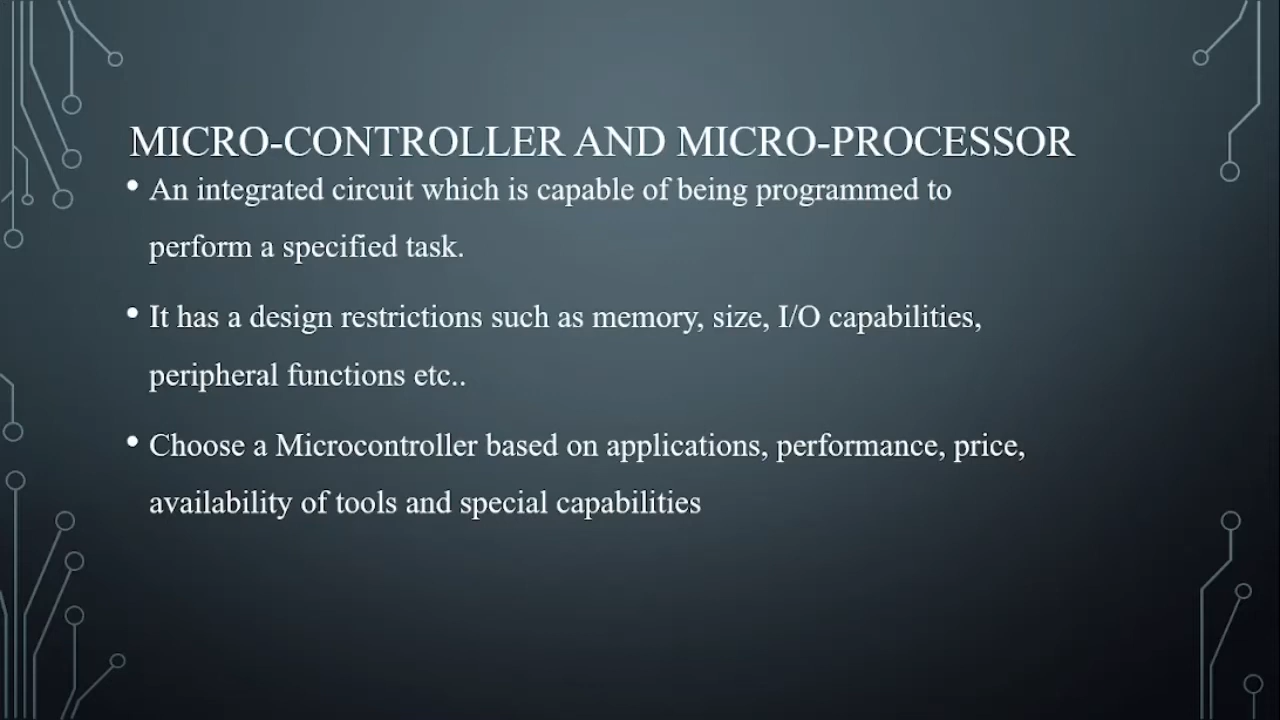 MICRO-CONTROLLER AND MICRO-PROCESSOR
• An integrated circuit which is capable of being programmed to
perform a specified task.
• It has a design restrictions such as memory, size, I/O capabilities,
peripheral functions etc..
• Choose a Microcontroller based on applications, performance, price,
availability of tools and special capabilities